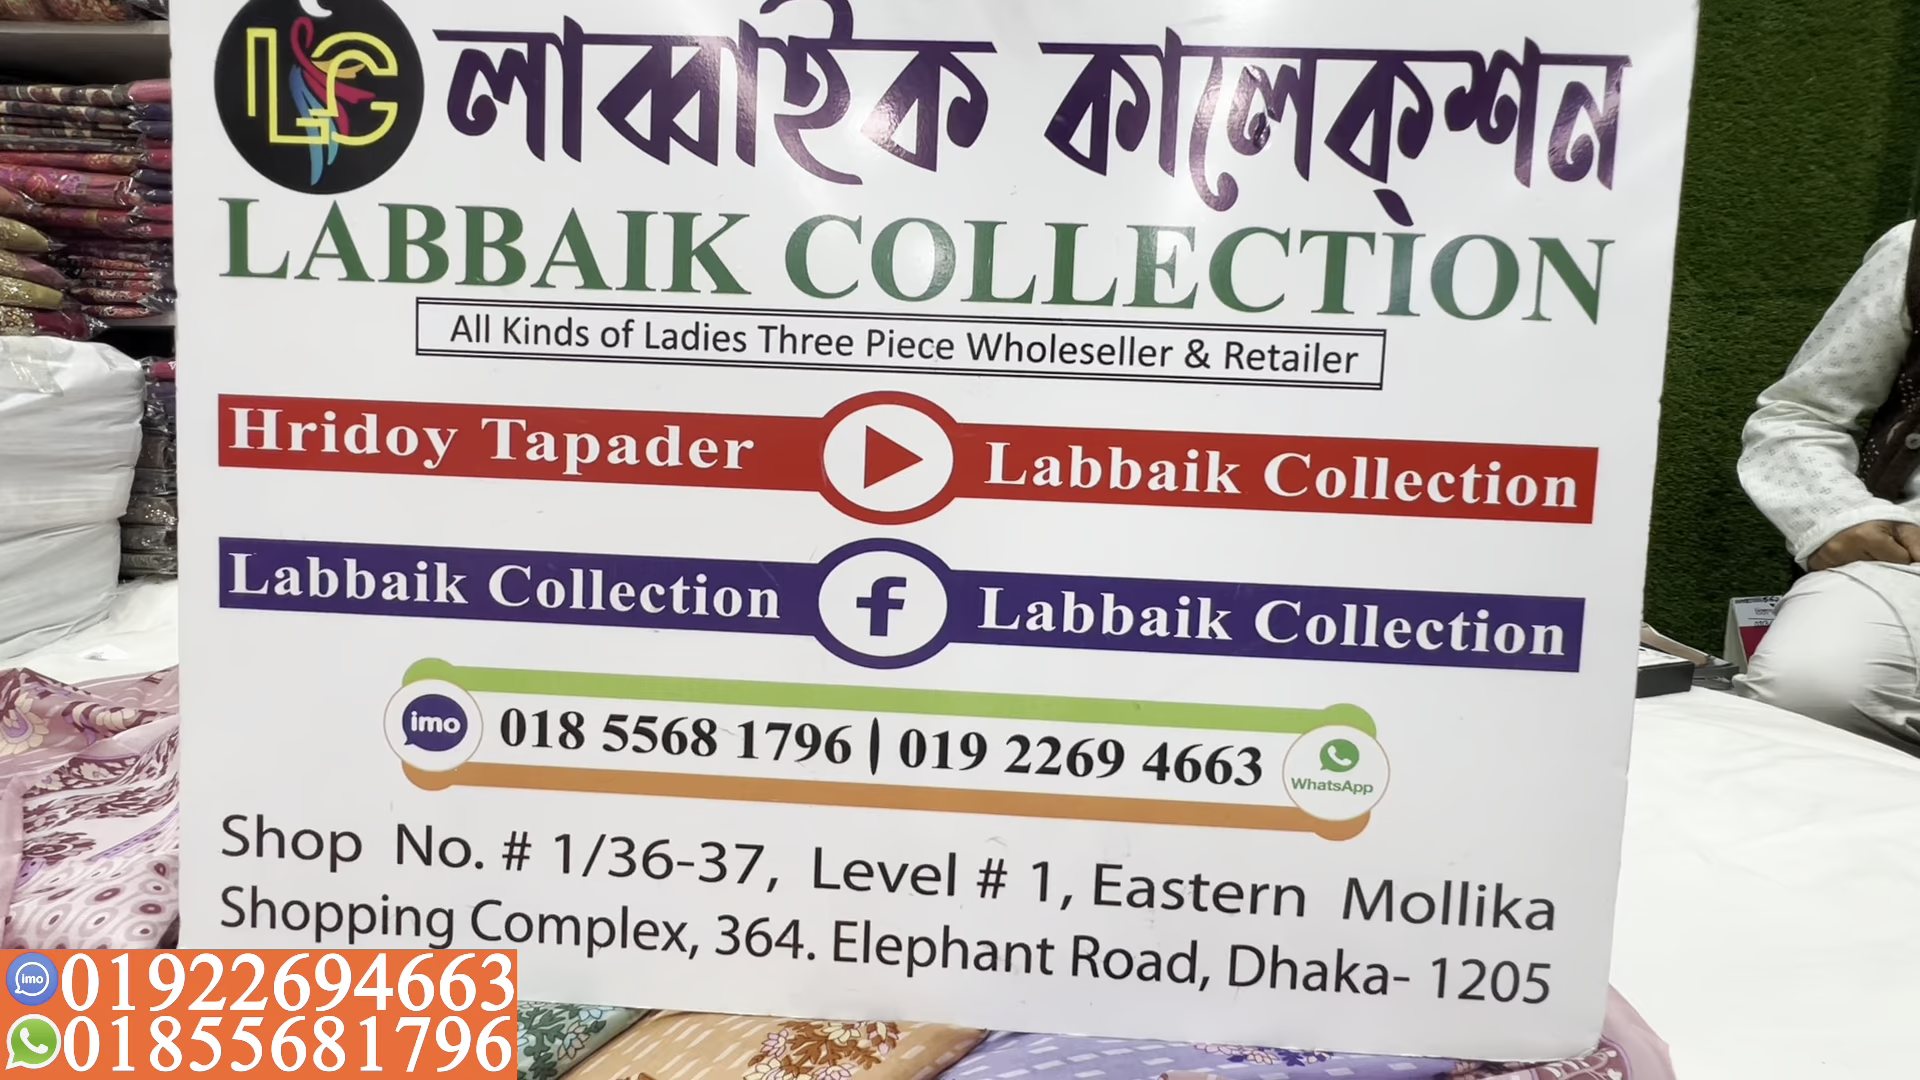 LC
লাব্বাইক কালেক্শন
LABBAIK COLLECTION
All Kinds of Ladies Three Piece Wholeseller & Retailer
Hridoy Tapader Labbaik Collection
Labbaik Collection f Labbaik Collection
imo 018 5568 1796 | 019 2269 4663 WhatsApp
Shop No. # 1/36-37, Level # 1, Eastern Mollika
Shopping Complex, 364. Elephant Road, Dhaka- 1205
imo 01922694663
01855681796